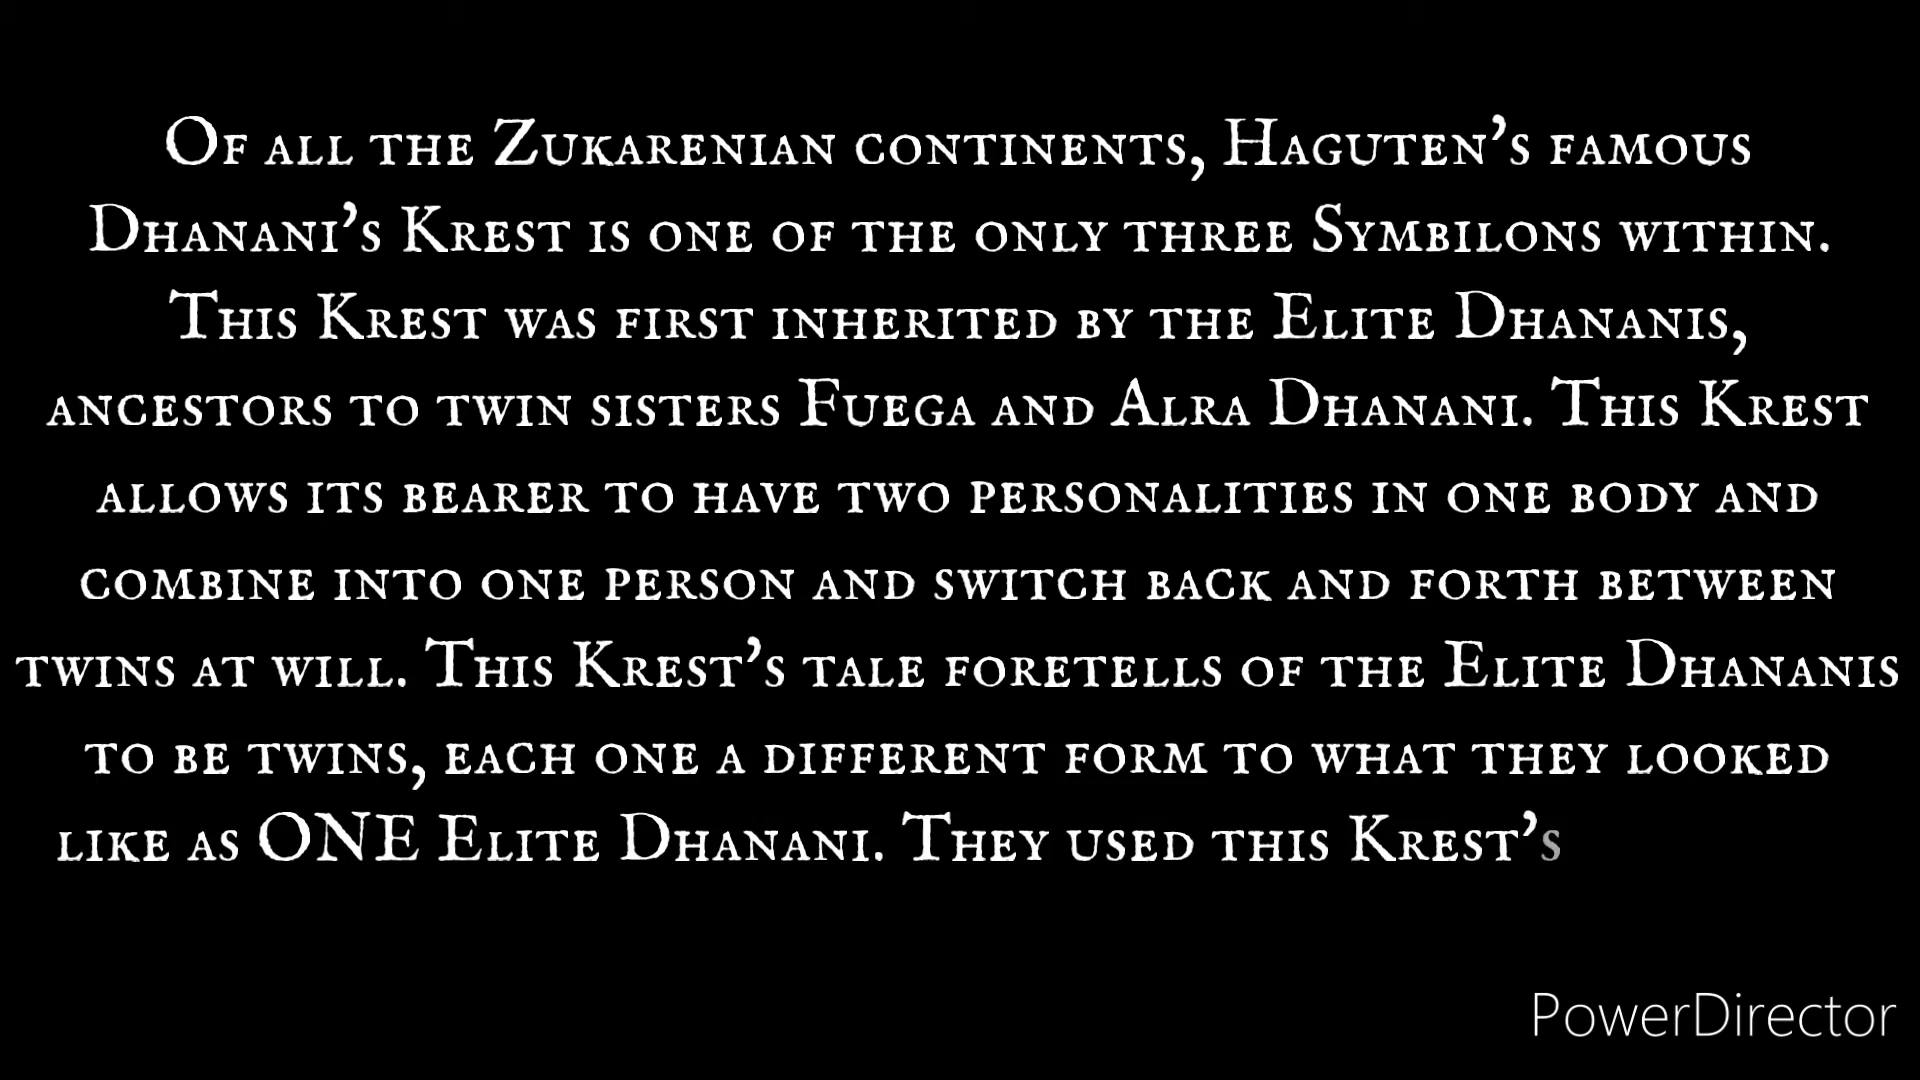 Of all the Zukarenian continents, Haguten's famous
Dhanani's Krest is one of the only three Symbilons within.
This Krest was first inherited by the Elite Dhananis,
ancestors to twin sisters Fuega and Alra Dhanani. This Krest
allows its bearer to have two personalities in one body and
combine into one person and switch back and forth between
twins at will. This Krest's tale foretells of the Elite Dhananis
to be twins, each one a different form to what they looked
like as ONE Elite Dhanani. They used this Krest's
PowerDirector